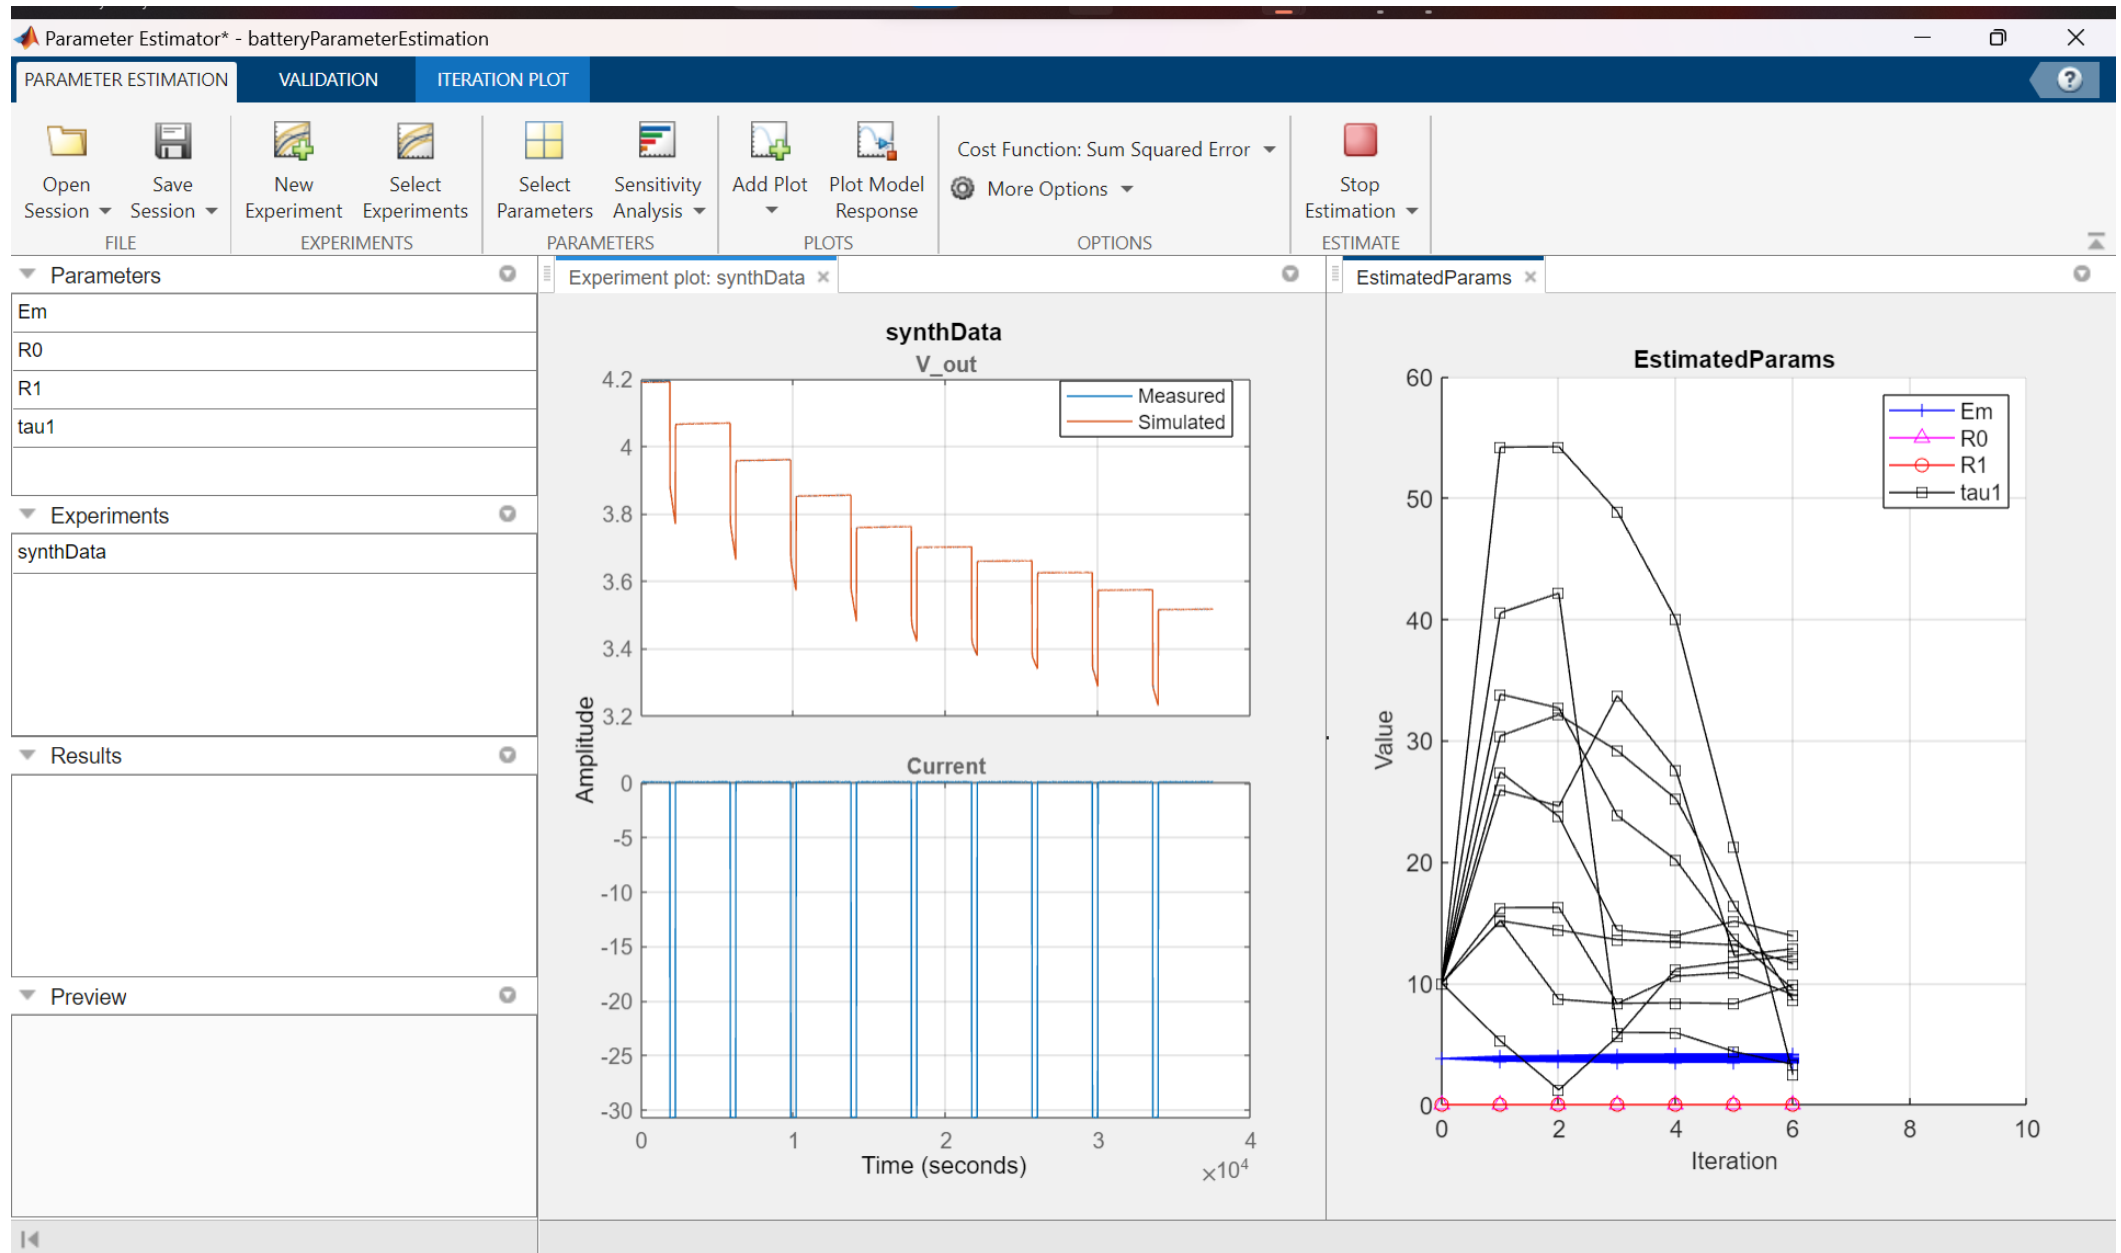 Parameter Estimator* - batteryParameterEstimation
PARAMETER ESTIMATION
VALIDATION
ITERATION PLOT
?
Open Session
Save Session
New Experiment
Select Experiments
Select Parameters
Sensitivity Analysis
Add Plot
Plot Model Response
Cost Function: Sum Squared Error
More Options
Stop Estimation
FILE
EXPERIMENTS
PARAMETERS
PLOTS
OPTIONS
ESTIMATE
Parameters
Em
R0
R1
tau1
Experiments
synthData
Results
Preview
Experiment plot: synthData
synthData
V_out
4.2
4
3.8
3.6
3.4
3.2
Measured
Simulated
Amplitude
Current
0
-5
-10
-15
-20
-25
-30
0
1
2
3
4
Time (seconds)
×10⁴
EstimatedParams
EstimatedParams
60
50
40
30
20
10
0
Value
Em
R0
R1
tau1
0
2
4
6
8
10
Iteration